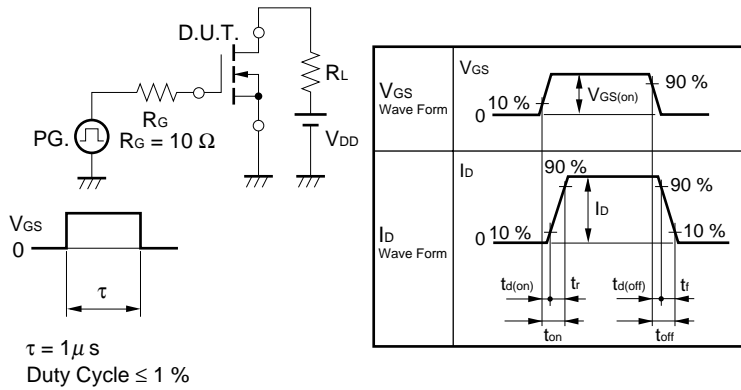 D.U.T.
RL
RG
PG.
RG = 10 Ω
VDD
VGS
0
τ
τ = 1μ s
Duty Cycle ≤ 1 %
VGS
Wave Form
VGS
10 %
0
VGS(on)
90 %
ID
Wave Form
ID
90 %
90 %
ID
0
10 %
10 %
td(on)
tr
td(off)
tf
ton
toff